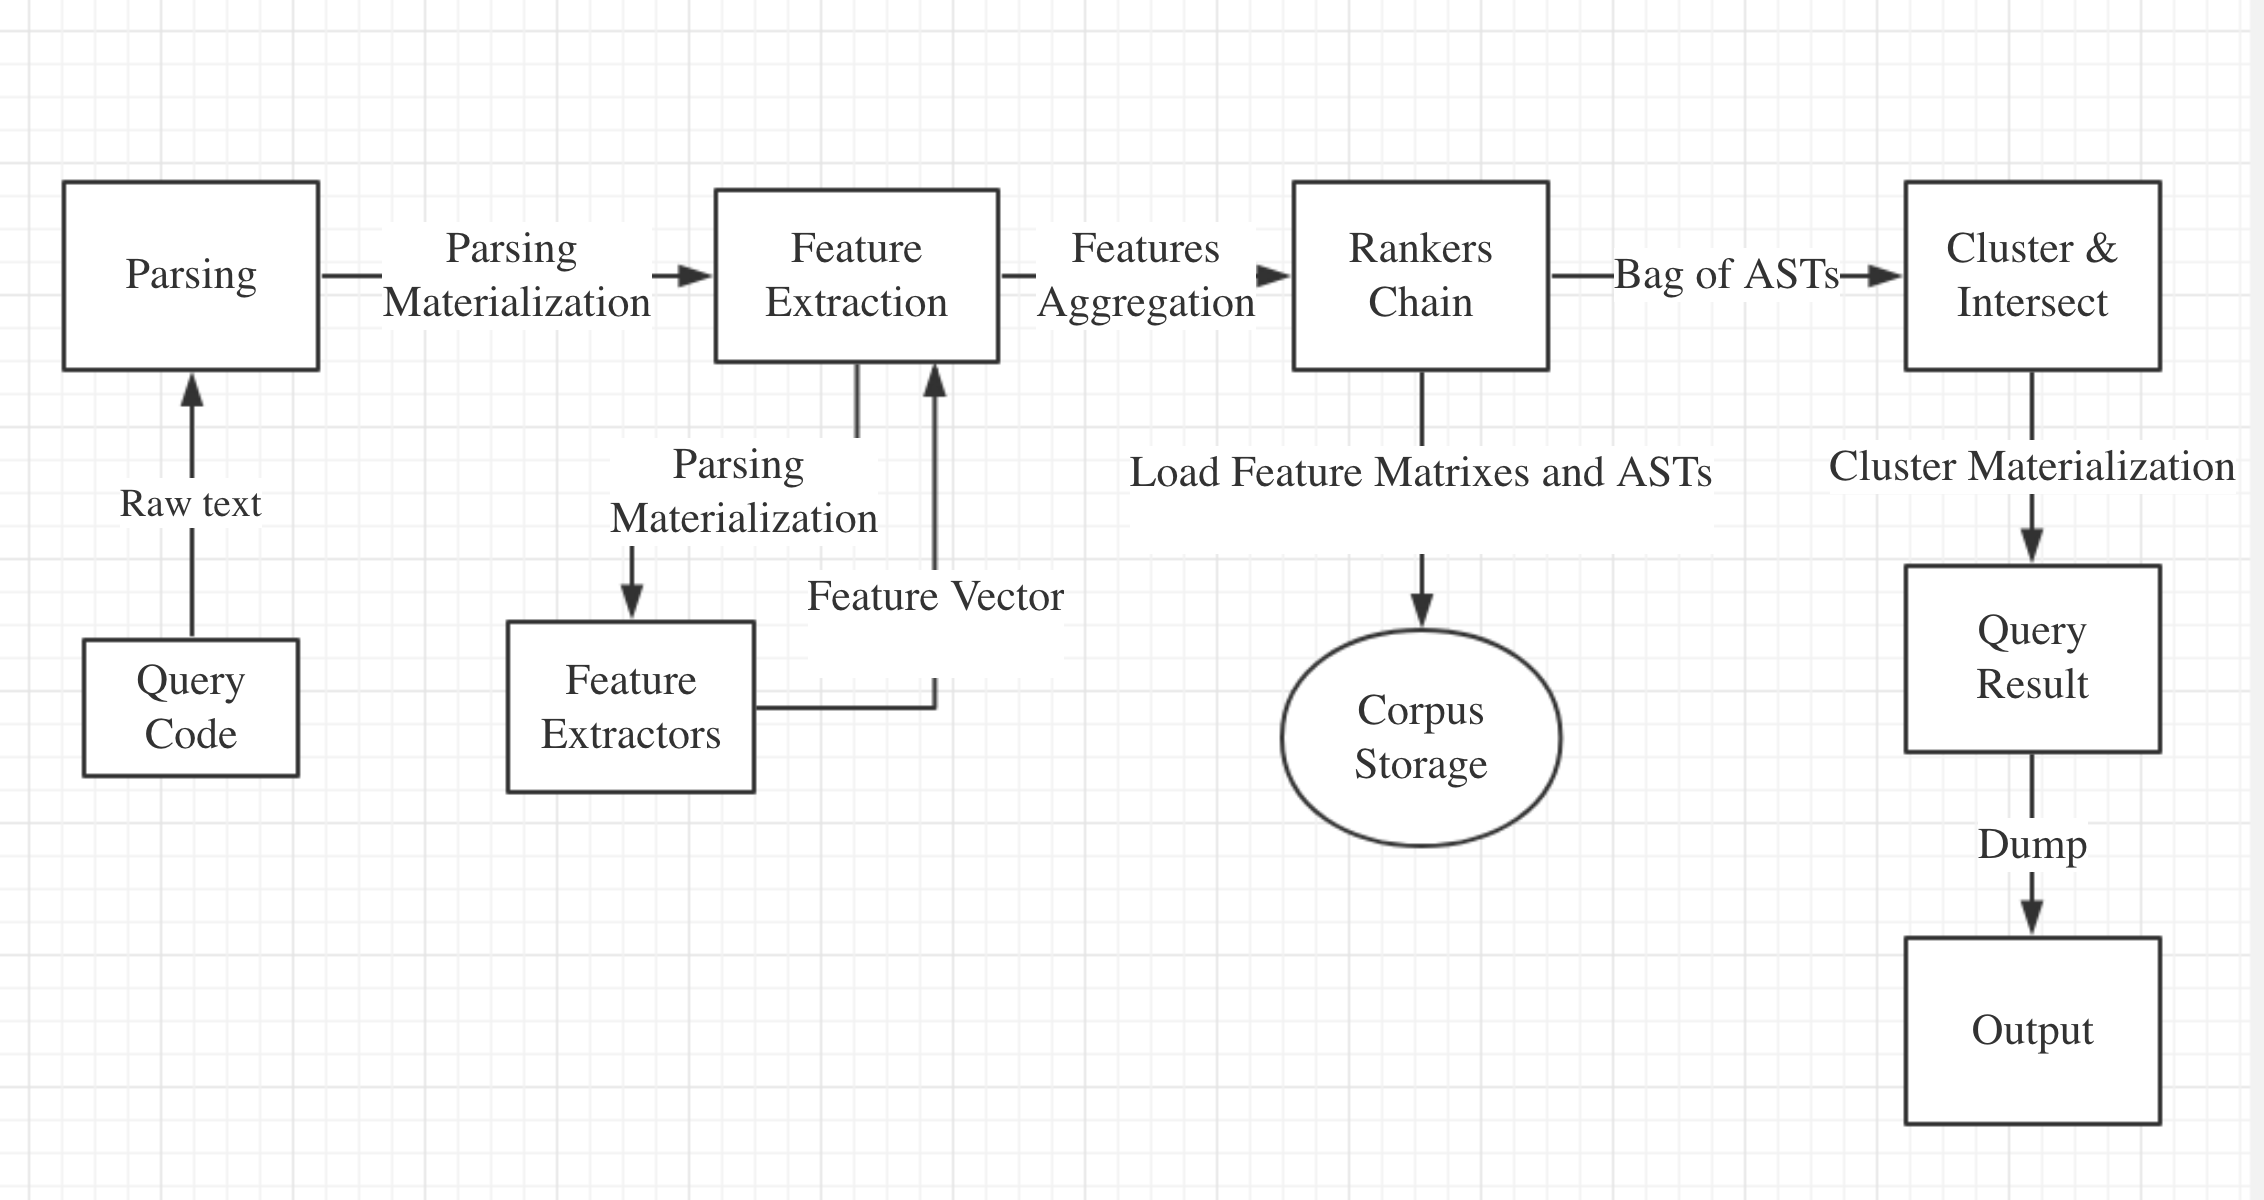 Parsing
Parsing
Materialization
Feature
Extraction
Features
Aggregation
Rankers
Chain
Bag of ASTs
Cluster &
Intersect
Raw text
Parsing
Materialization
Feature Vector
Load Feature Matrixes and ASTs
Cluster Materialization
Query
Code
Feature
Extractors
Corpus
Storage
Query
Result
Dump
Output